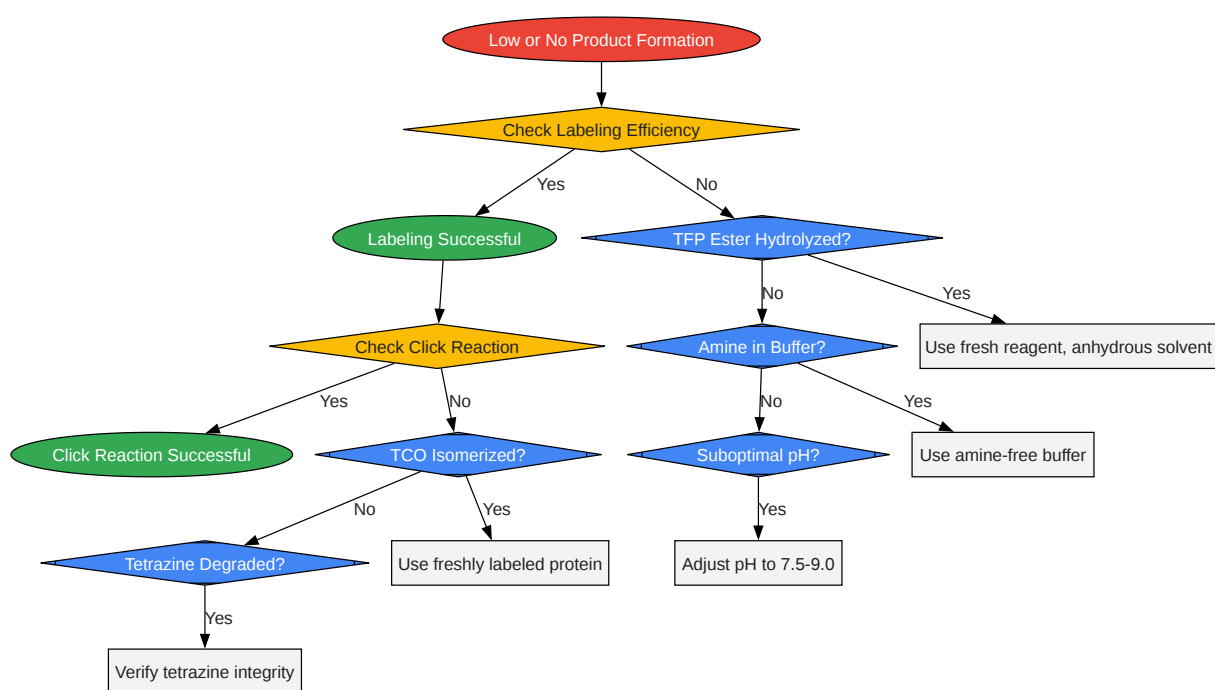 Low or No Product Formation
Check Labeling Efficiency
Yes
No
Labeling Successful
TFP Ester Hydrolyzed?
No
Yes
Check Click Reaction
Amine in Buffer?
Use fresh reagent, anhydrous solvent
Yes
No
No
Yes
Click Reaction Successful
TCO Isomerized?
Suboptimal pH?
Use amine-free buffer
No
Yes
Yes
Tetrazine Degraded?
Use freshly labeled protein
Adjust pH to 7.5-9.0
Yes
Verify tetrazine integrity